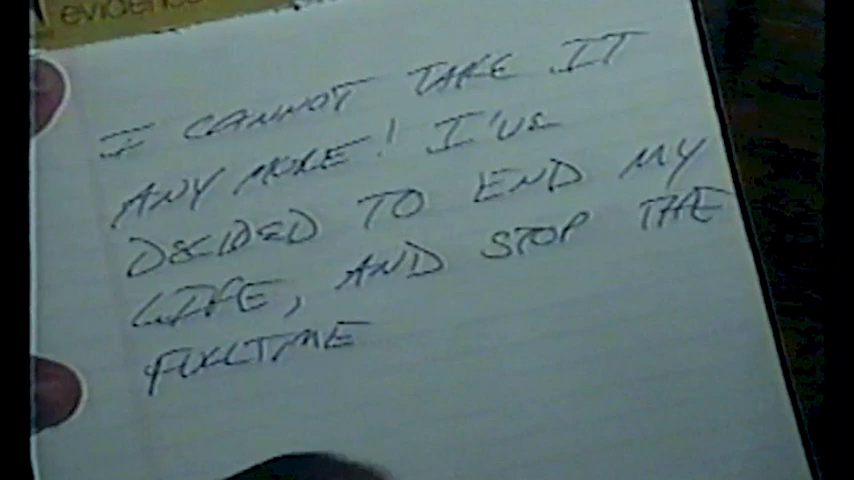 evidence
I CANNOT TAKE IT
ANY MORE! I'VE
DECIDED TO END MY
LIFE, AND STOP THE
FULLTIME